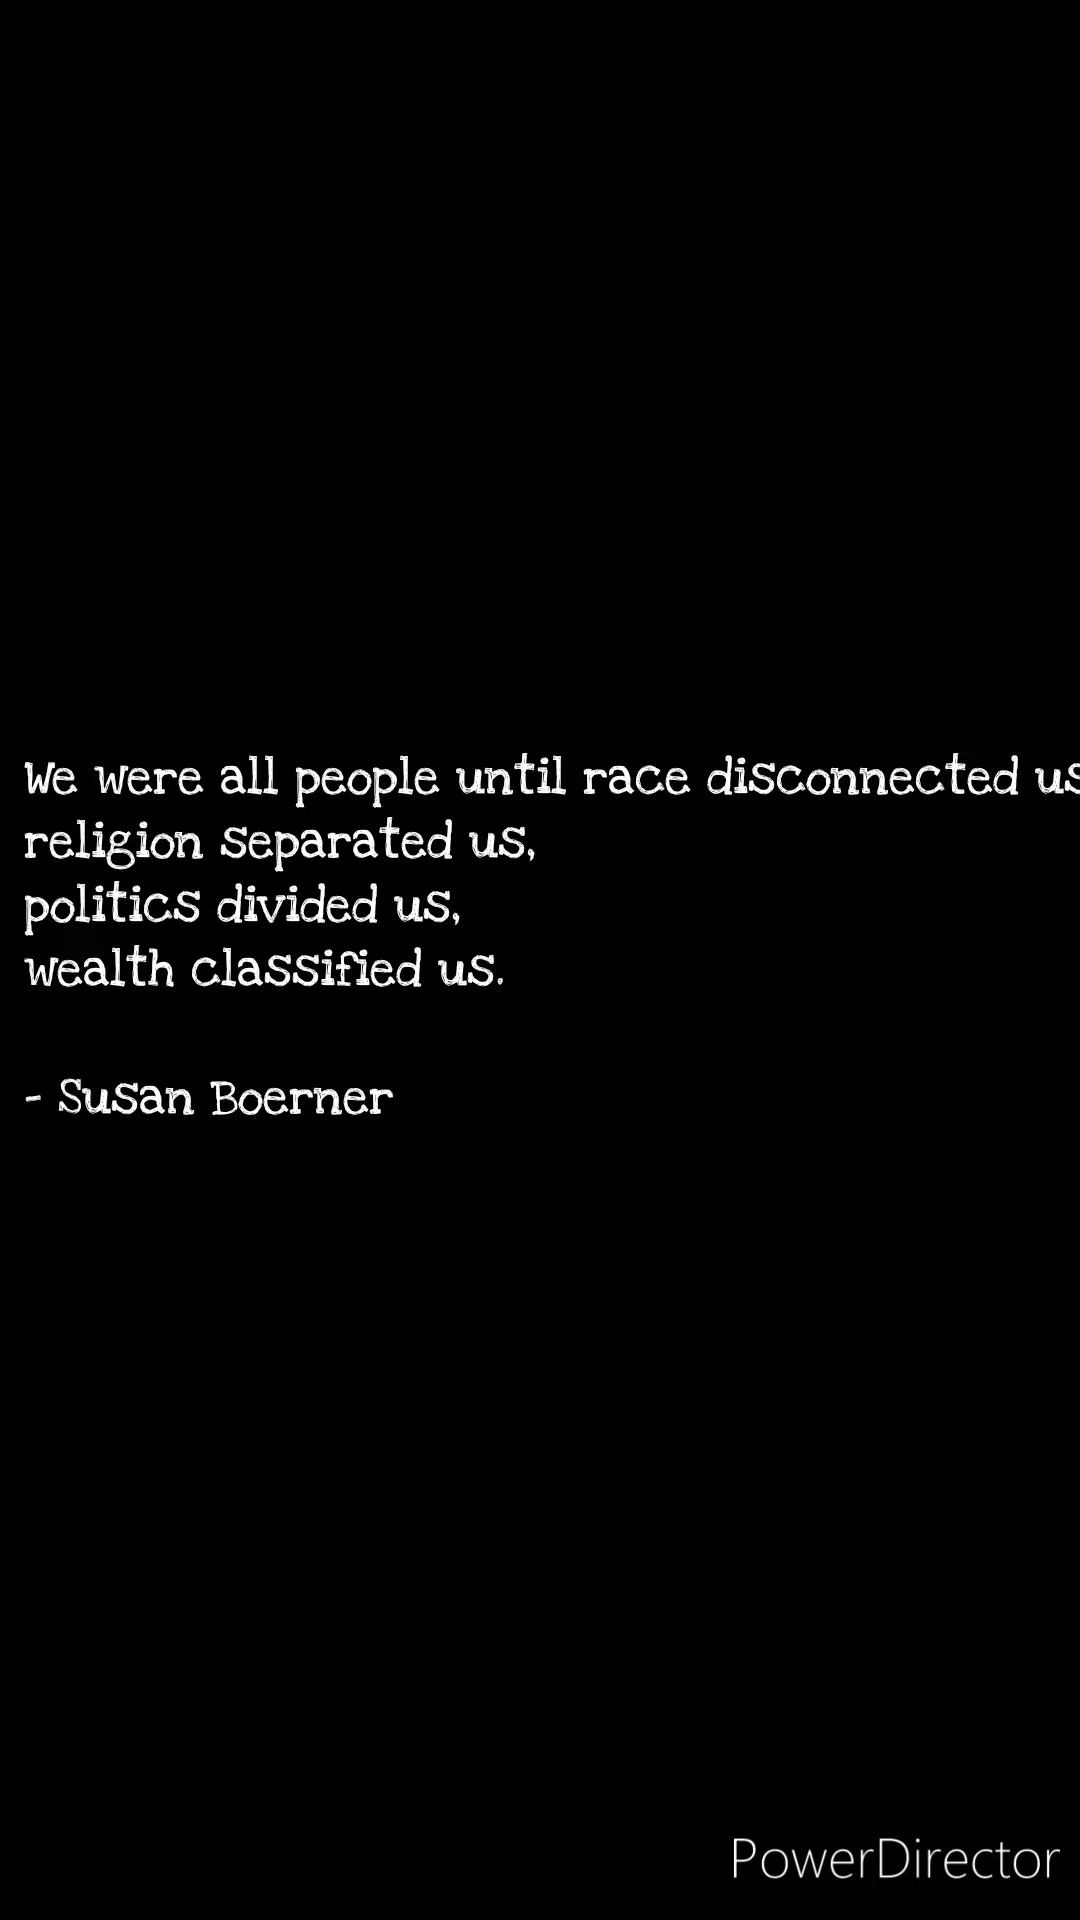 We were all people until race disconnected us
religion separated us,
politics divided us,
wealth classified us.
- Susan Boerner
PowerDirector